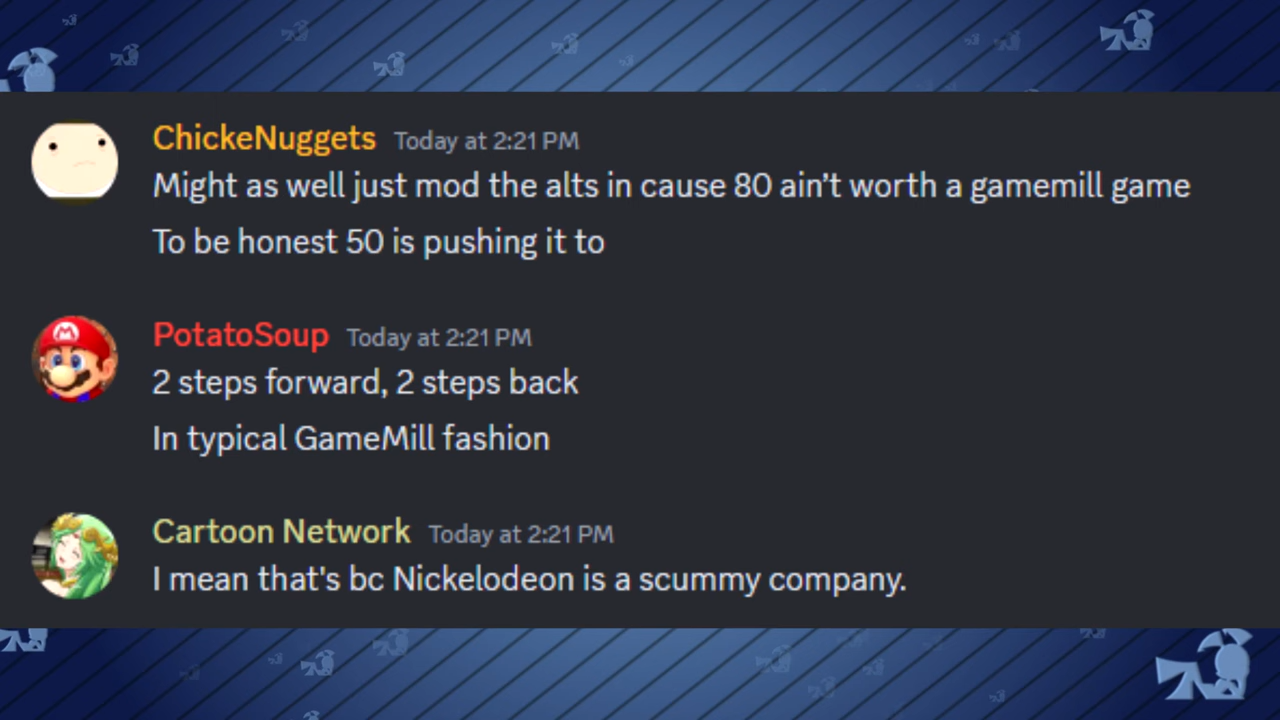 ChickeNuggets Today at 2:21 PM
Might as well just mod the alts in cause 80 ain't worth a gamemill game
To be honest 50 is pushing it to
PotatoSoup Today at 2:21 PM
2 steps forward, 2 steps back
In typical GameMill fashion
Cartoon Network Today at 2:21 PM
I mean that's bc Nickelodeon is a scummy company.